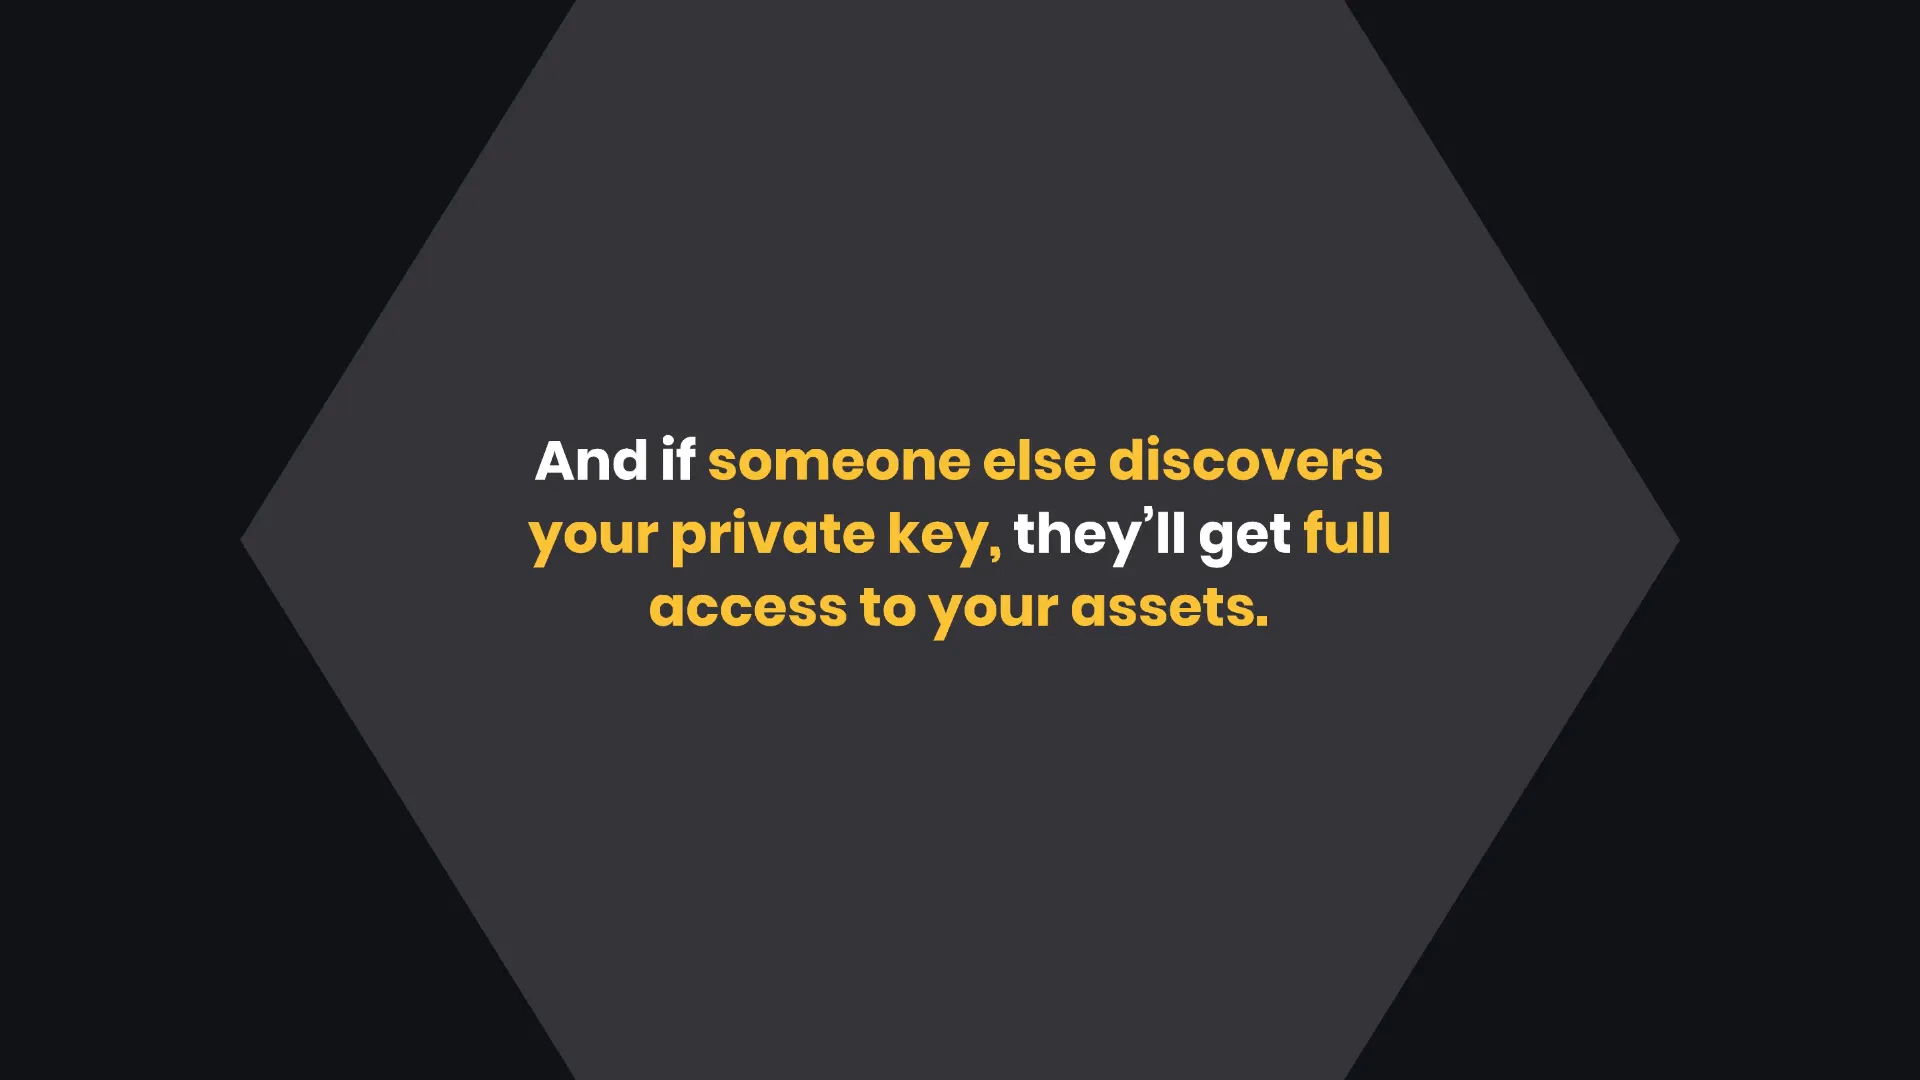 And if someone else discovers
your private key, they’ll get full
access to your assets.